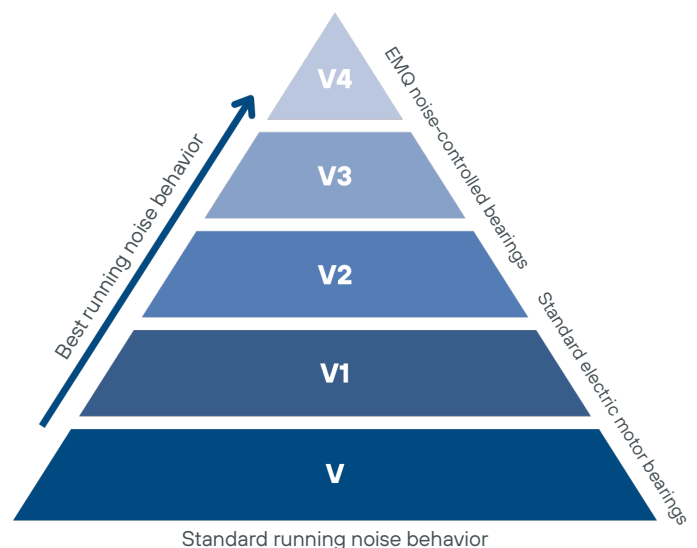 V4
EMQ noise-controlled bearings
Best running noise behavior
V3
V2
Standard electric motor bearings
V1
V
Standard running noise behavior